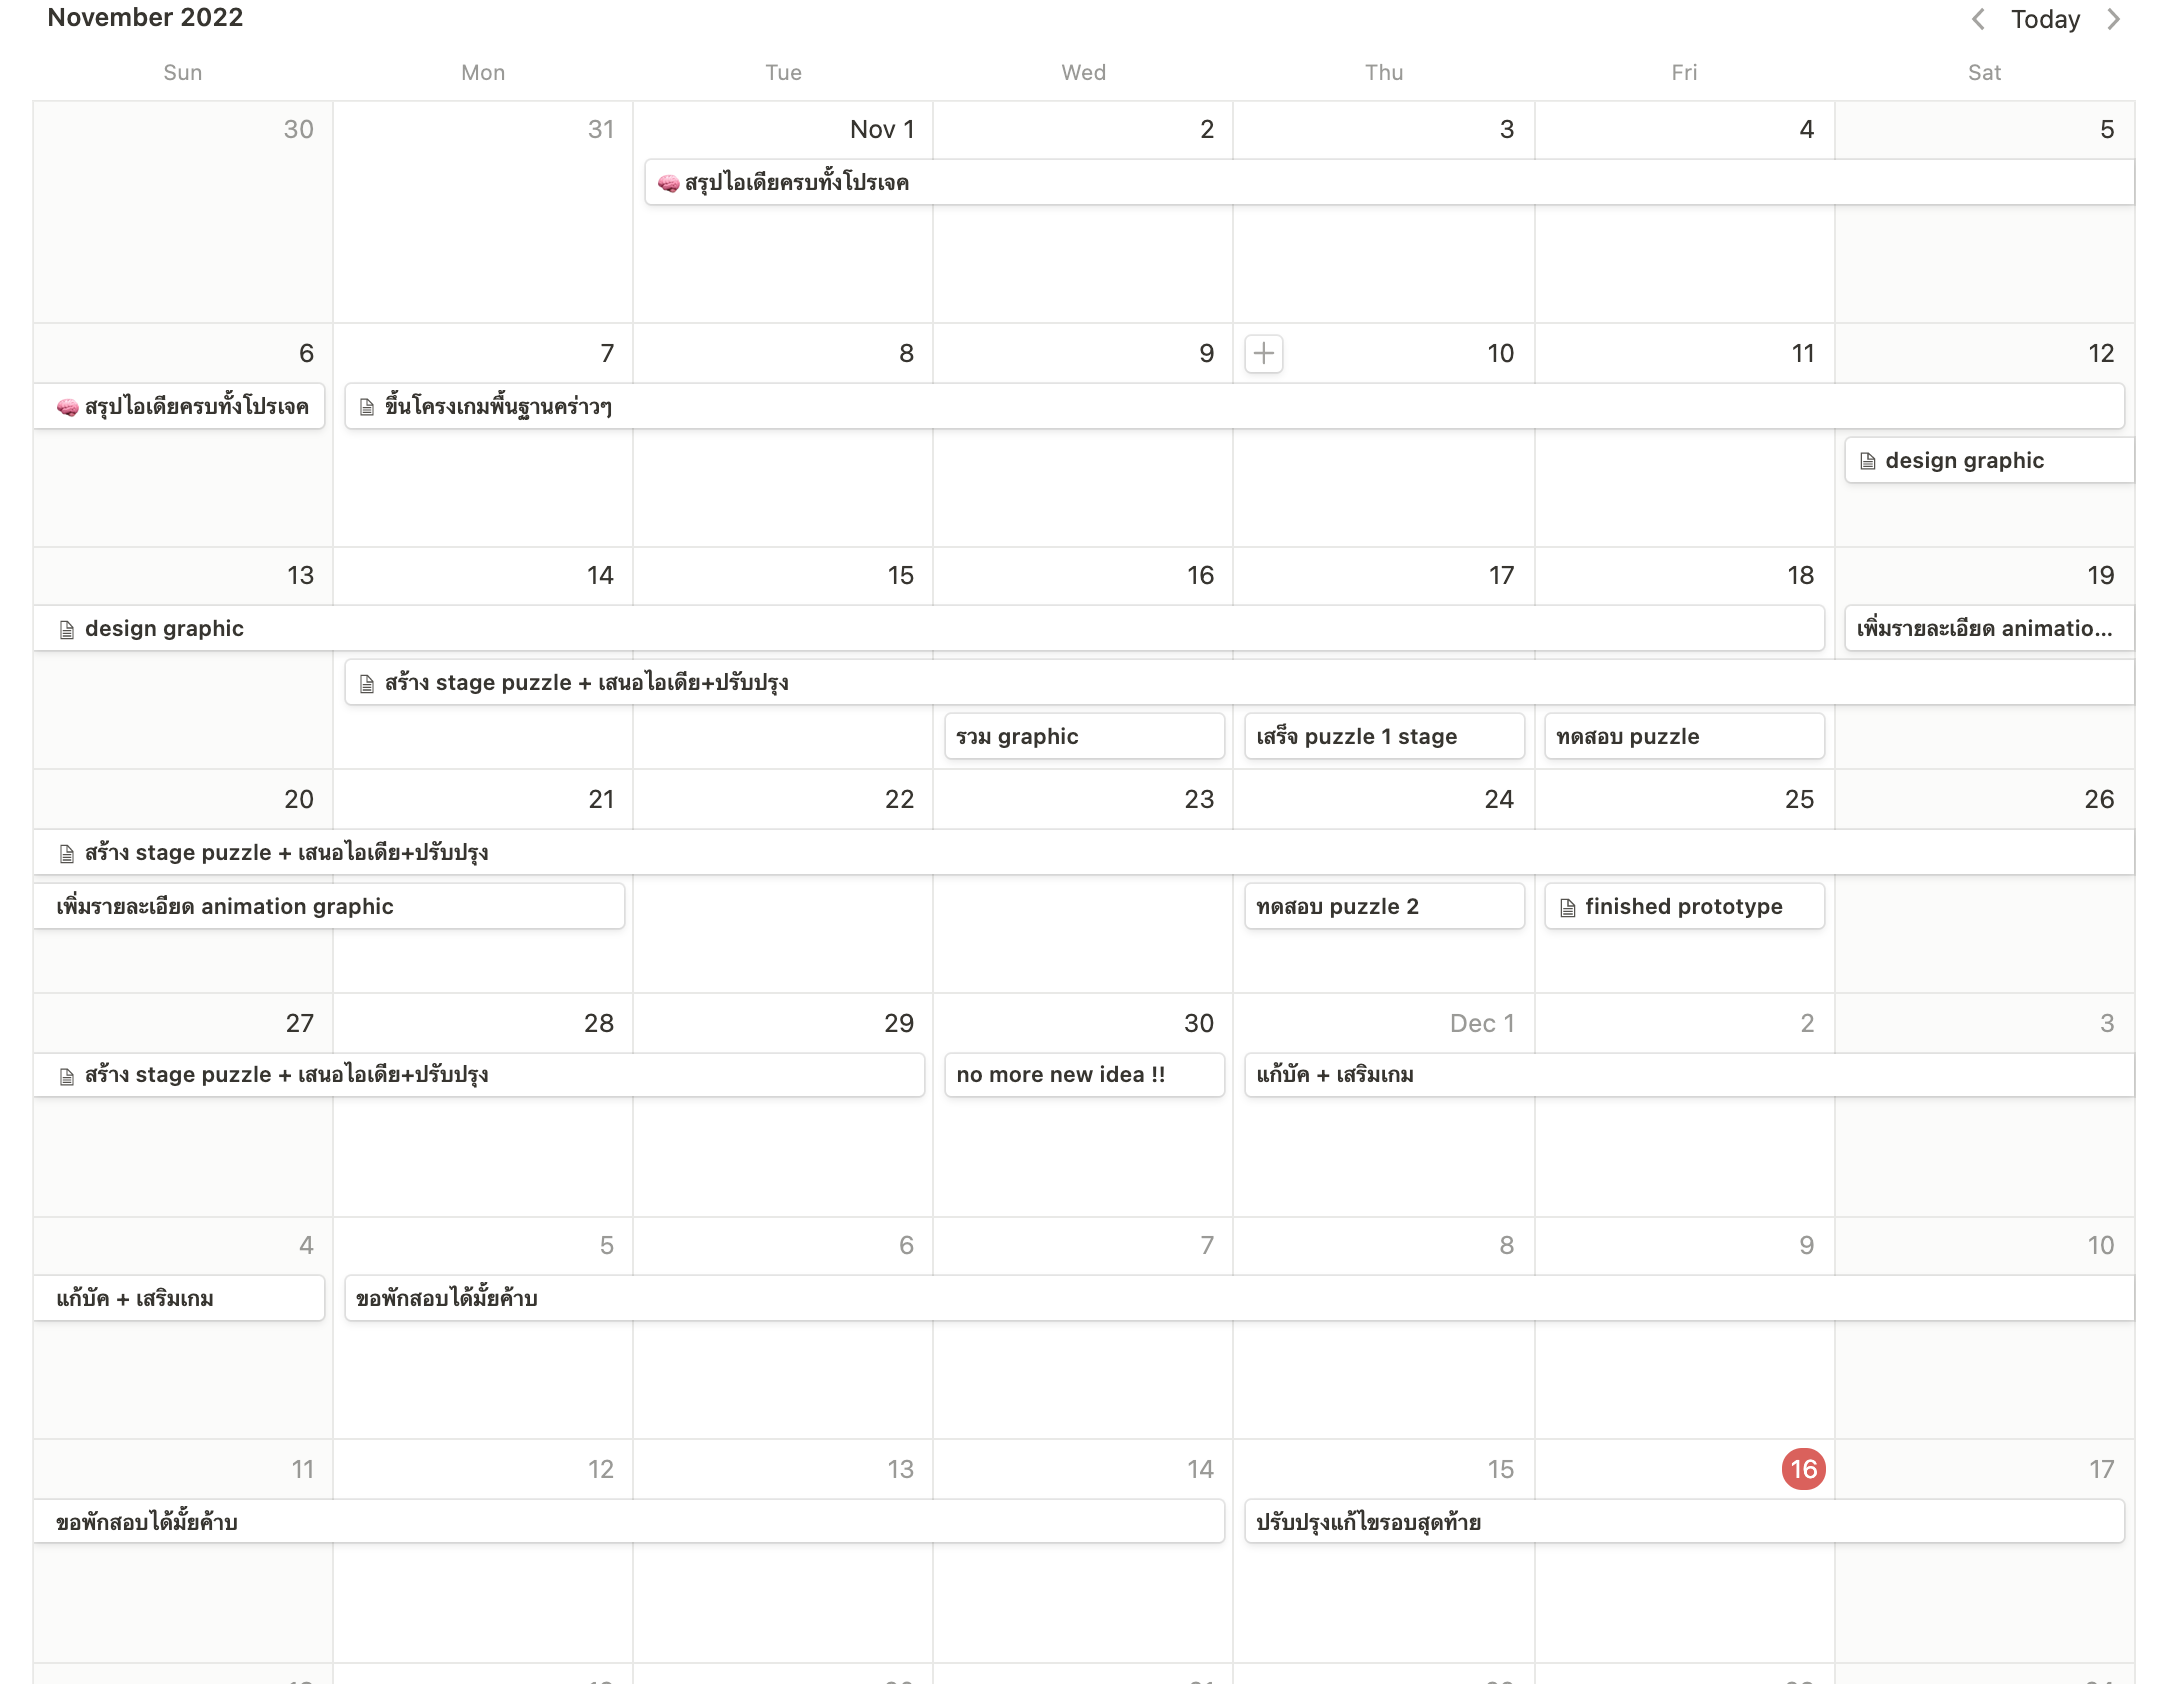 November 2022
Today
Sun Mon Tue Wed Thu Fri Sat
30 31 Nov 1 2 3 4 5
🧠 สรุปไอเดียครบทั้งโปรเจค
6 7 8 9 10 11 12
🧠 สรุปไอเดียครบทั้งโปรเจค ขึ้นโครงเกมพื้นฐานคร่าวๆ
design graphic
13 14 15 16 17 18 19
design graphic เพิ่มรายละเอียด animatio...
สร้าง stage puzzle + เสนอไอเดีย+ปรับปรุง
รวม graphic เสร็จ puzzle 1 stage ทดสอบ puzzle
20 21 22 23 24 25 26
สร้าง stage puzzle + เสนอไอเดีย+ปรับปรุง
เพิ่มรายละเอียด animation graphic ทดสอบ puzzle 2 finished prototype
27 28 29 30 Dec 1 2 3
สร้าง stage puzzle + เสนอไอเดีย+ปรับปรุง no more new idea !! แก้บัค + เสริมเกม
4 5 6 7 8 9 10
แก้บัค + เสริมเกม ขอพักสอบได้มั้ยค้าบ
11 12 13 14 15 16 17
ขอพักสอบได้มั้ยค้าบ ปรับปรุงแก้ไขรอบสุดท้าย